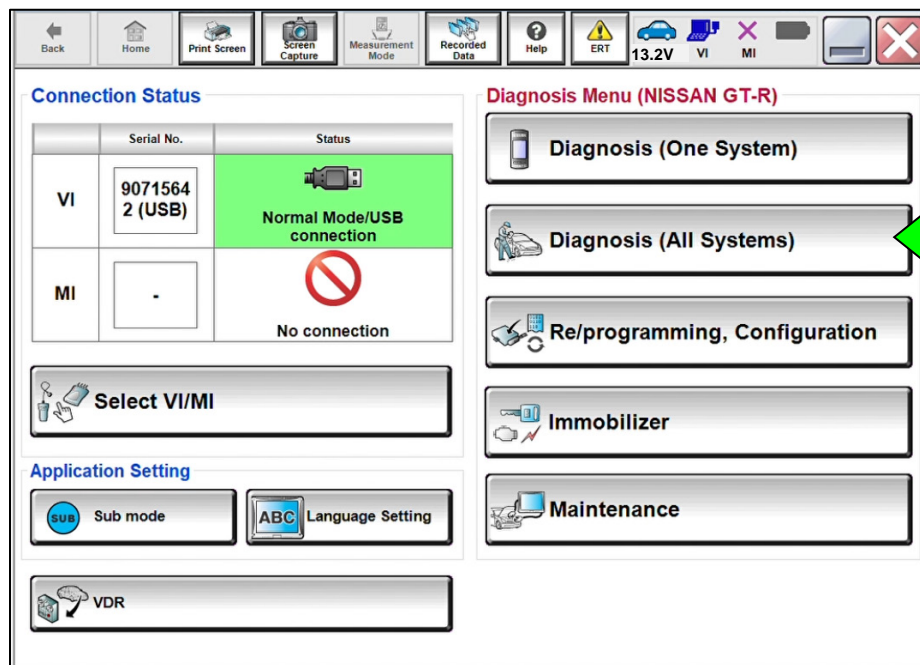 Back
Home
Print Screen
Screen
Capture
Measurement
Mode
Recorded
Data
Help
ERT
13.2V
VI
MI
Connection Status
Serial No.
Status
VI
9071564
2 (USB)
Normal Mode/USB
connection
MI
-
No connection
Select VI/MI
Application Setting
SUB
Sub mode
ABC
Language Setting
VDR
Diagnosis Menu (NISSAN GT-R)
Diagnosis (One System)
Diagnosis (All Systems)
Re/programming, Configuration
Immobilizer
Maintenance